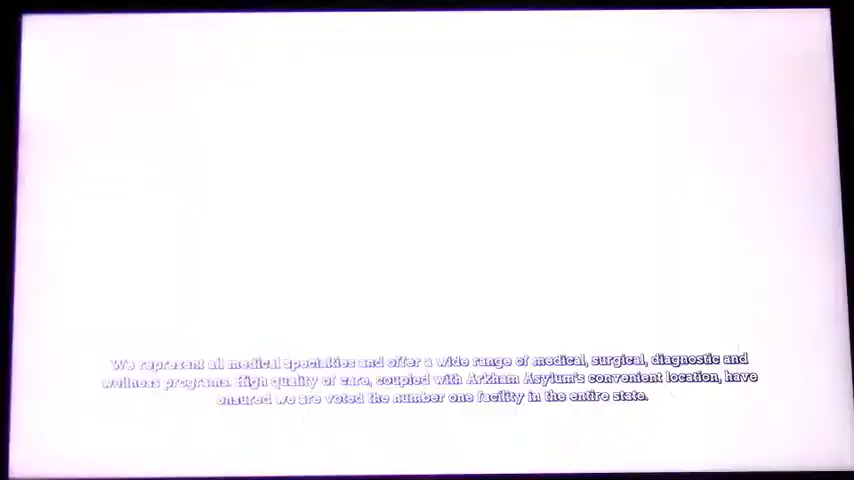 We represent all medical specialties and offer a wide range of medical, surgical, diagnostic and
wellness programs. High quality of care, coupled with Arkham Asylum's convenient location, have
ensured we are voted the number one facility in the entire state.